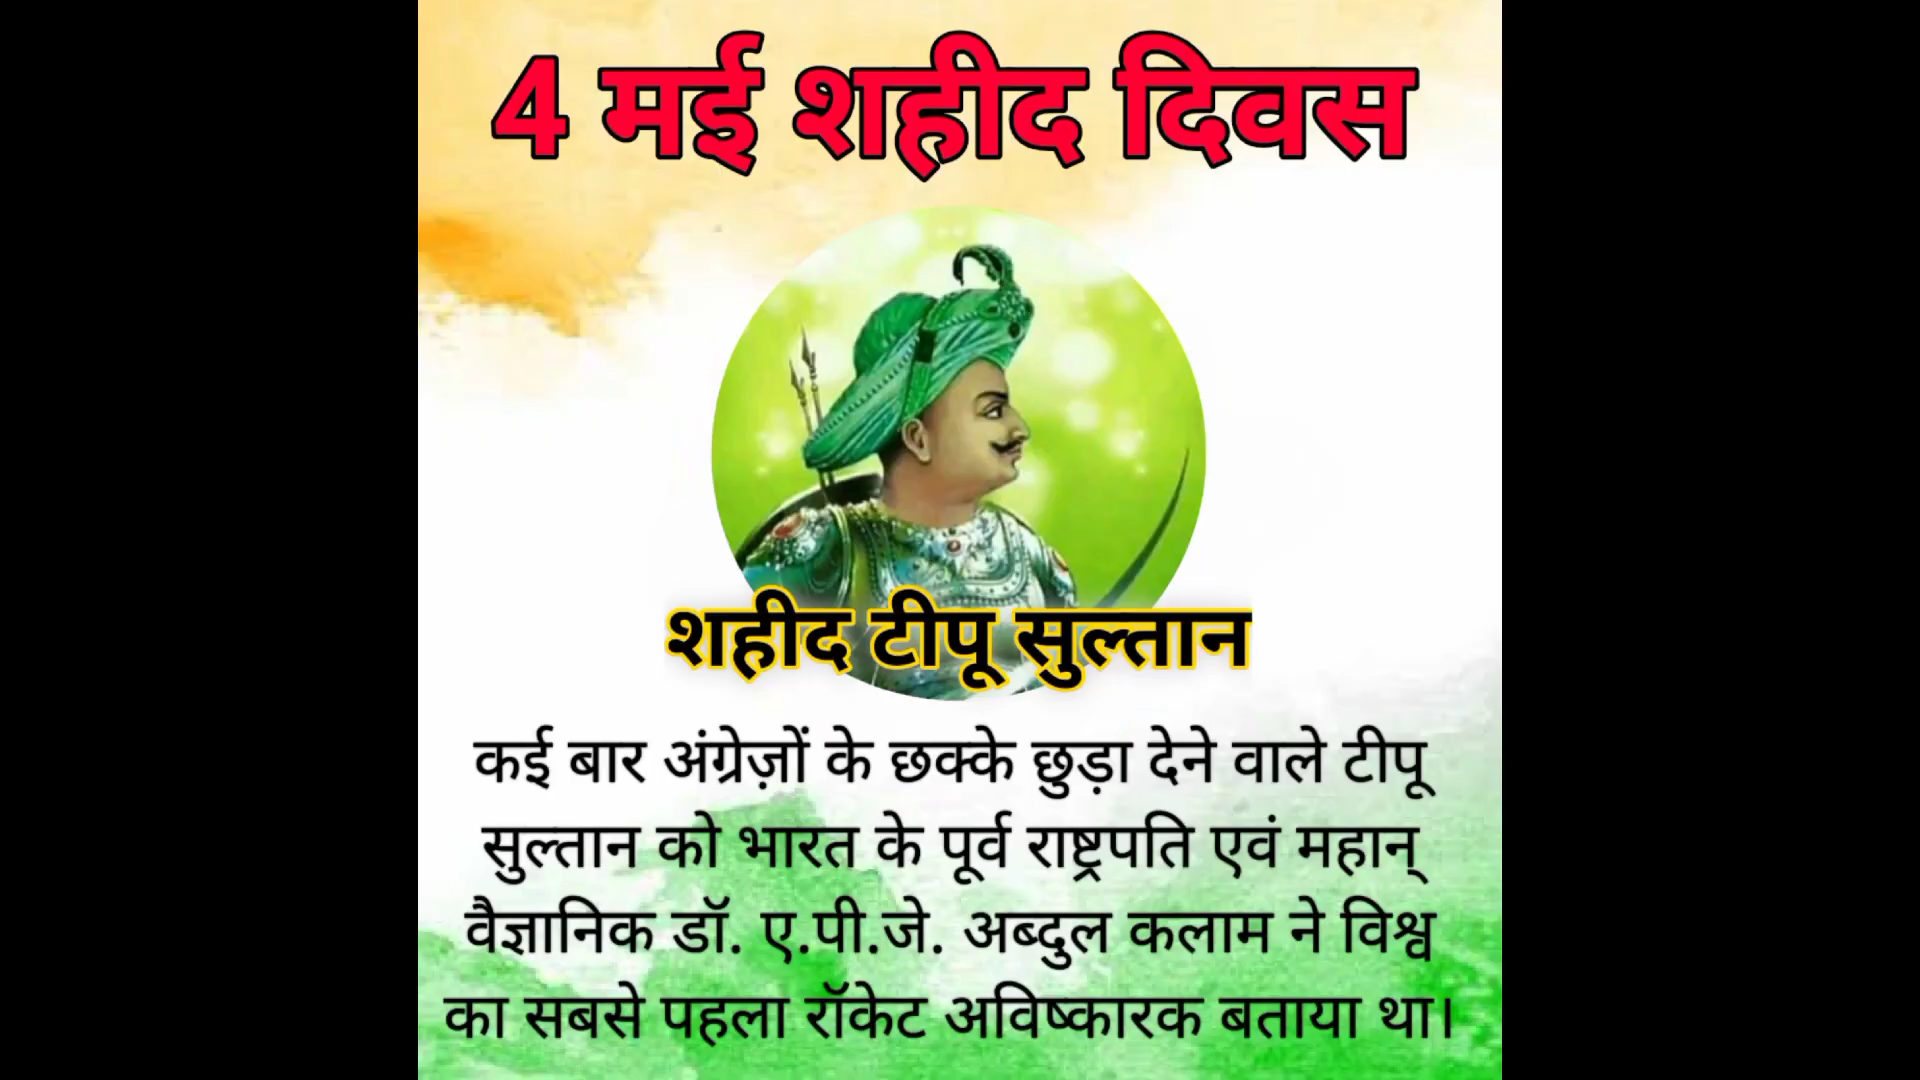 4 मई शहीद दिवस
शहीद टीपू सुल्तान
कई बार अंग्रेज़ों के छक्के छुड़ा देने वाले टीपू
सुल्तान को भारत के पूर्व राष्ट्रपति एवं महान्
वैज्ञानिक डॉ. ए.पी.जे. अब्दुल कलाम ने विश्व
का सबसे पहला रॉकेट अविष्कारक बताया था।